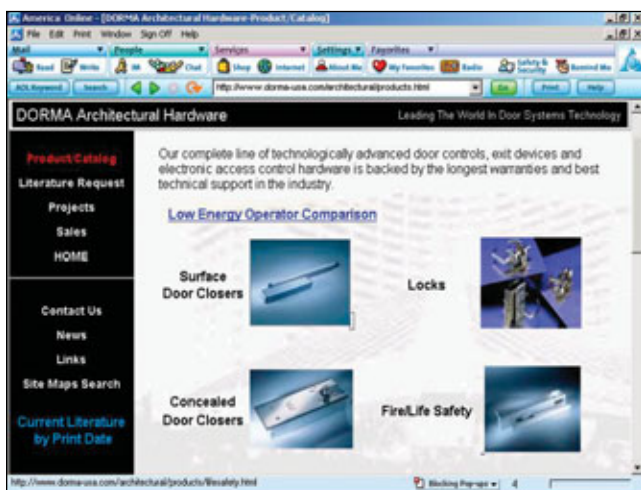 America Online - [DORMA Architectural Hardware-Product/Catalog]
File Edit Print Window Sign Off Help
Mail People Services Settings Favorites
Read Write IM Chat Shop Internet About Me My Favorites Radio Safety & Security Remind Me
AOL Keyword Search http://www.dorma-usa.com/architectural/products.html Go Print Help
DORMA Architectural Hardware Leading The World In Door Systems Technology
Product/Catalog
Literature Request
Projects
Sales
HOME
Contact Us
News
Links
Site Maps Search
Current Literature
by Print Date
Our complete line of technologically advanced door controls, exit devices and
electronic access control hardware is backed by the longest warranties and best
technical support in the industry.
Low Energy Operator Comparison
Surface
Door Closers
Locks
Concealed
Door Closers
Fire/Life Safety
http://www.dorma-usa.com/architectural/products/lifesafety.html Blocking Pop-ups 4